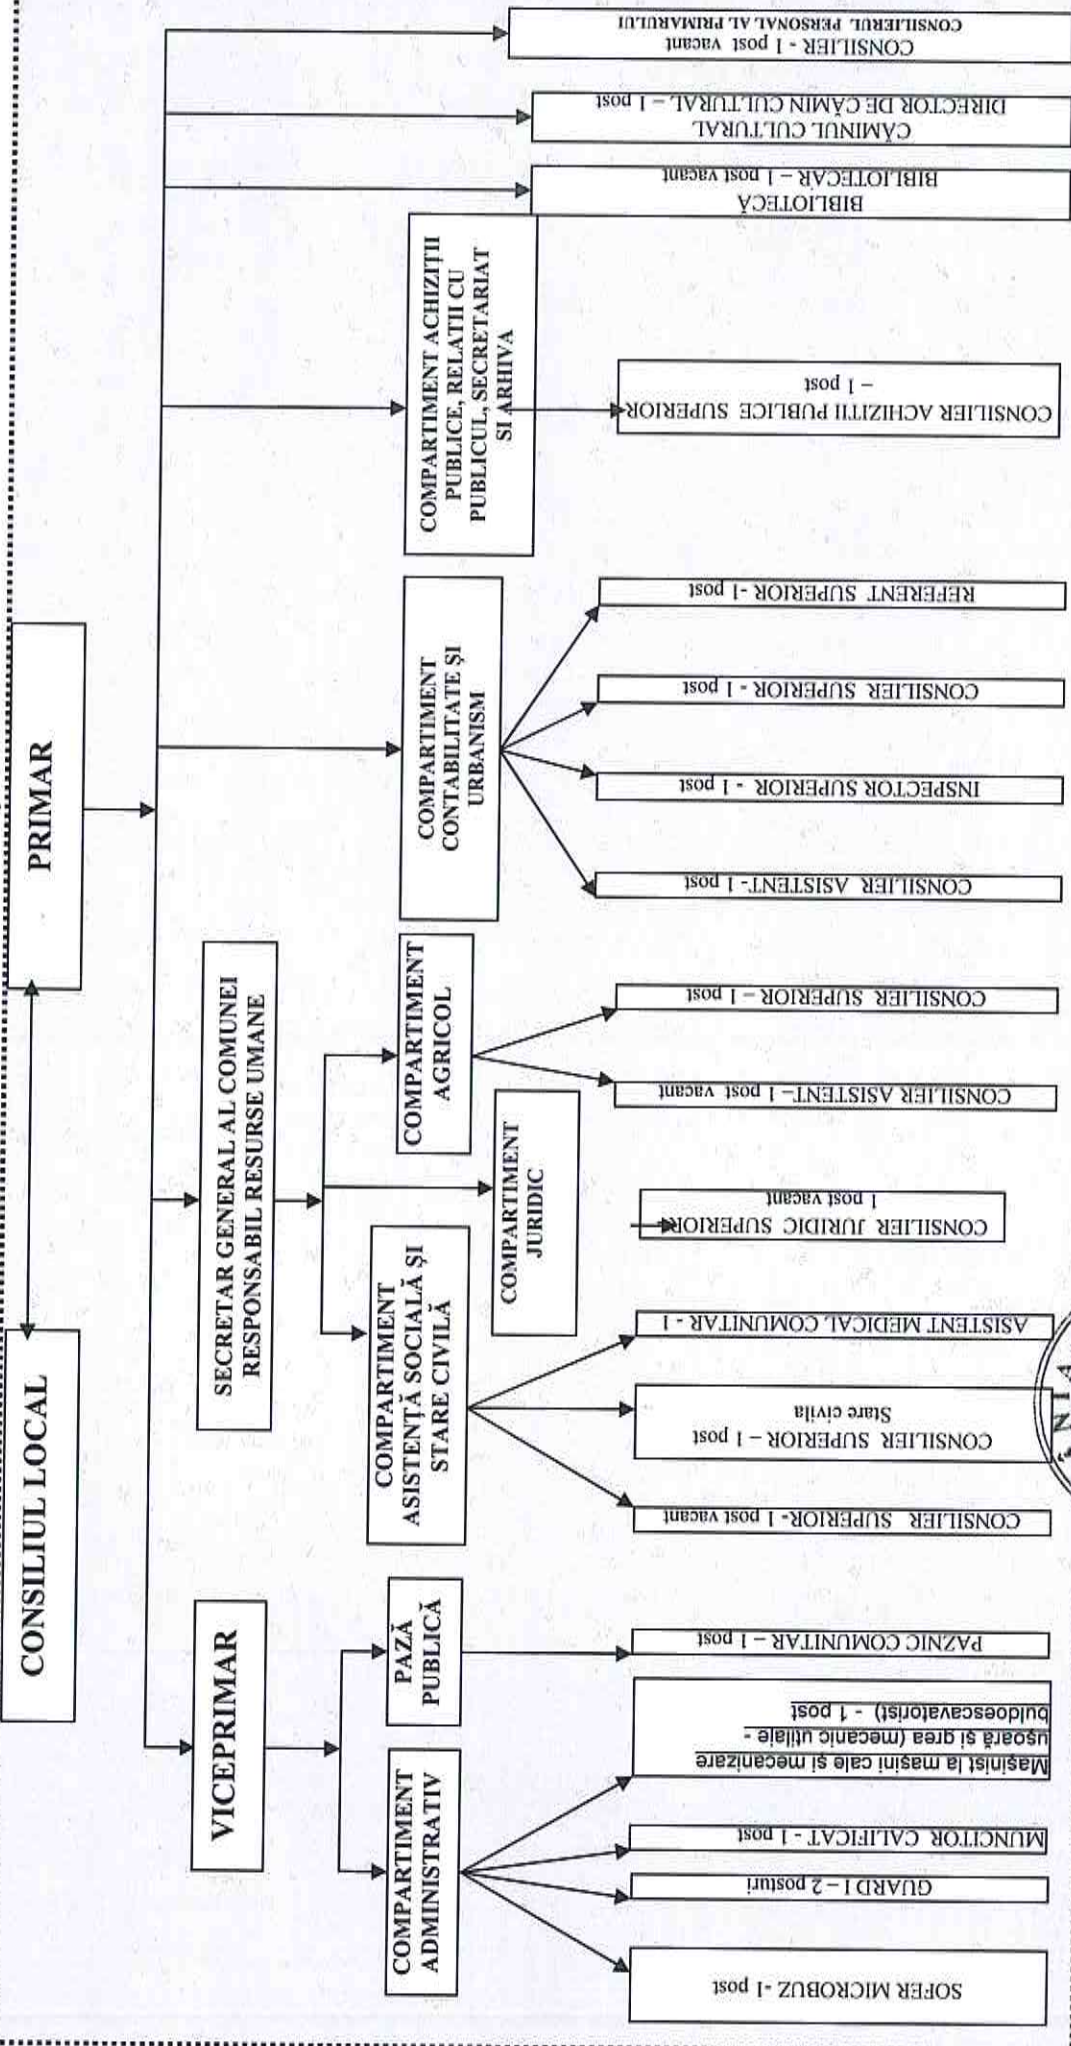 CONSILIUL LOCAL
PRIMAR
VICEPRIMAR
SECRETAR GENERAL AL COMUNEI
RESPONSABIL RESURSE UMANE
COMPARTIMENT
ADMINISTRATIV
PAZĂ
PUBLICĂ
COMPARTIMENT
ASISTENȚĂ SOCIALĂ ȘI
STARE CIVILĂ
COMPARTIMENT
JURIDIC
COMPARTIMENT
AGRICOL
COMPARTIMENT
CONTABILITATE ȘI
URBANISM
COMPARTIMENT ACHIZIȚII
PUBLICE, RELATII CU
PUBLICUL, SECRETARIAT
SI ARHIVA
SOFER MICROBUZ -1 post
GUARD I – 2 posturi
MUNCITOR CALIFICAT - 1 post
Mașinist la mașini cale și mecanizare
ușoară și grea (mecanic utilaje -
buldoescavatorist) - 1 post
PAZNIC COMUNITAR – 1 post
CONSILIER SUPERIOR- 1 post vacant
CONSILIER SUPERIOR – 1 post
Stare civila
ASISTENT MEDICAL COMUNITAR - 1
CONSILIER JURIDIC SUPERIOR
1 post vacant
CONSILIER ASISTENT– 1 post vacant
CONSILIER SUPERIOR – 1 post
CONSILIER ASISTENT- 1 post
INSPECTOR SUPERIOR - 1 post
CONSILIER SUPERIOR - 1 post
REFERENT SUPERIOR -1 post
CONSILIER ACHIZITII PUBLICE SUPERIOR
– 1 post
BIBLIOTECĂ
BIBLIOTECAR – 1 post vacant
CĂMINUL CULTURAL
DIRECTOR DE CĂMIN CULTURAL – 1 post
CONSILIER - 1 post vacant
CONSILIERUL PERSONAL AL PRIMARULUI